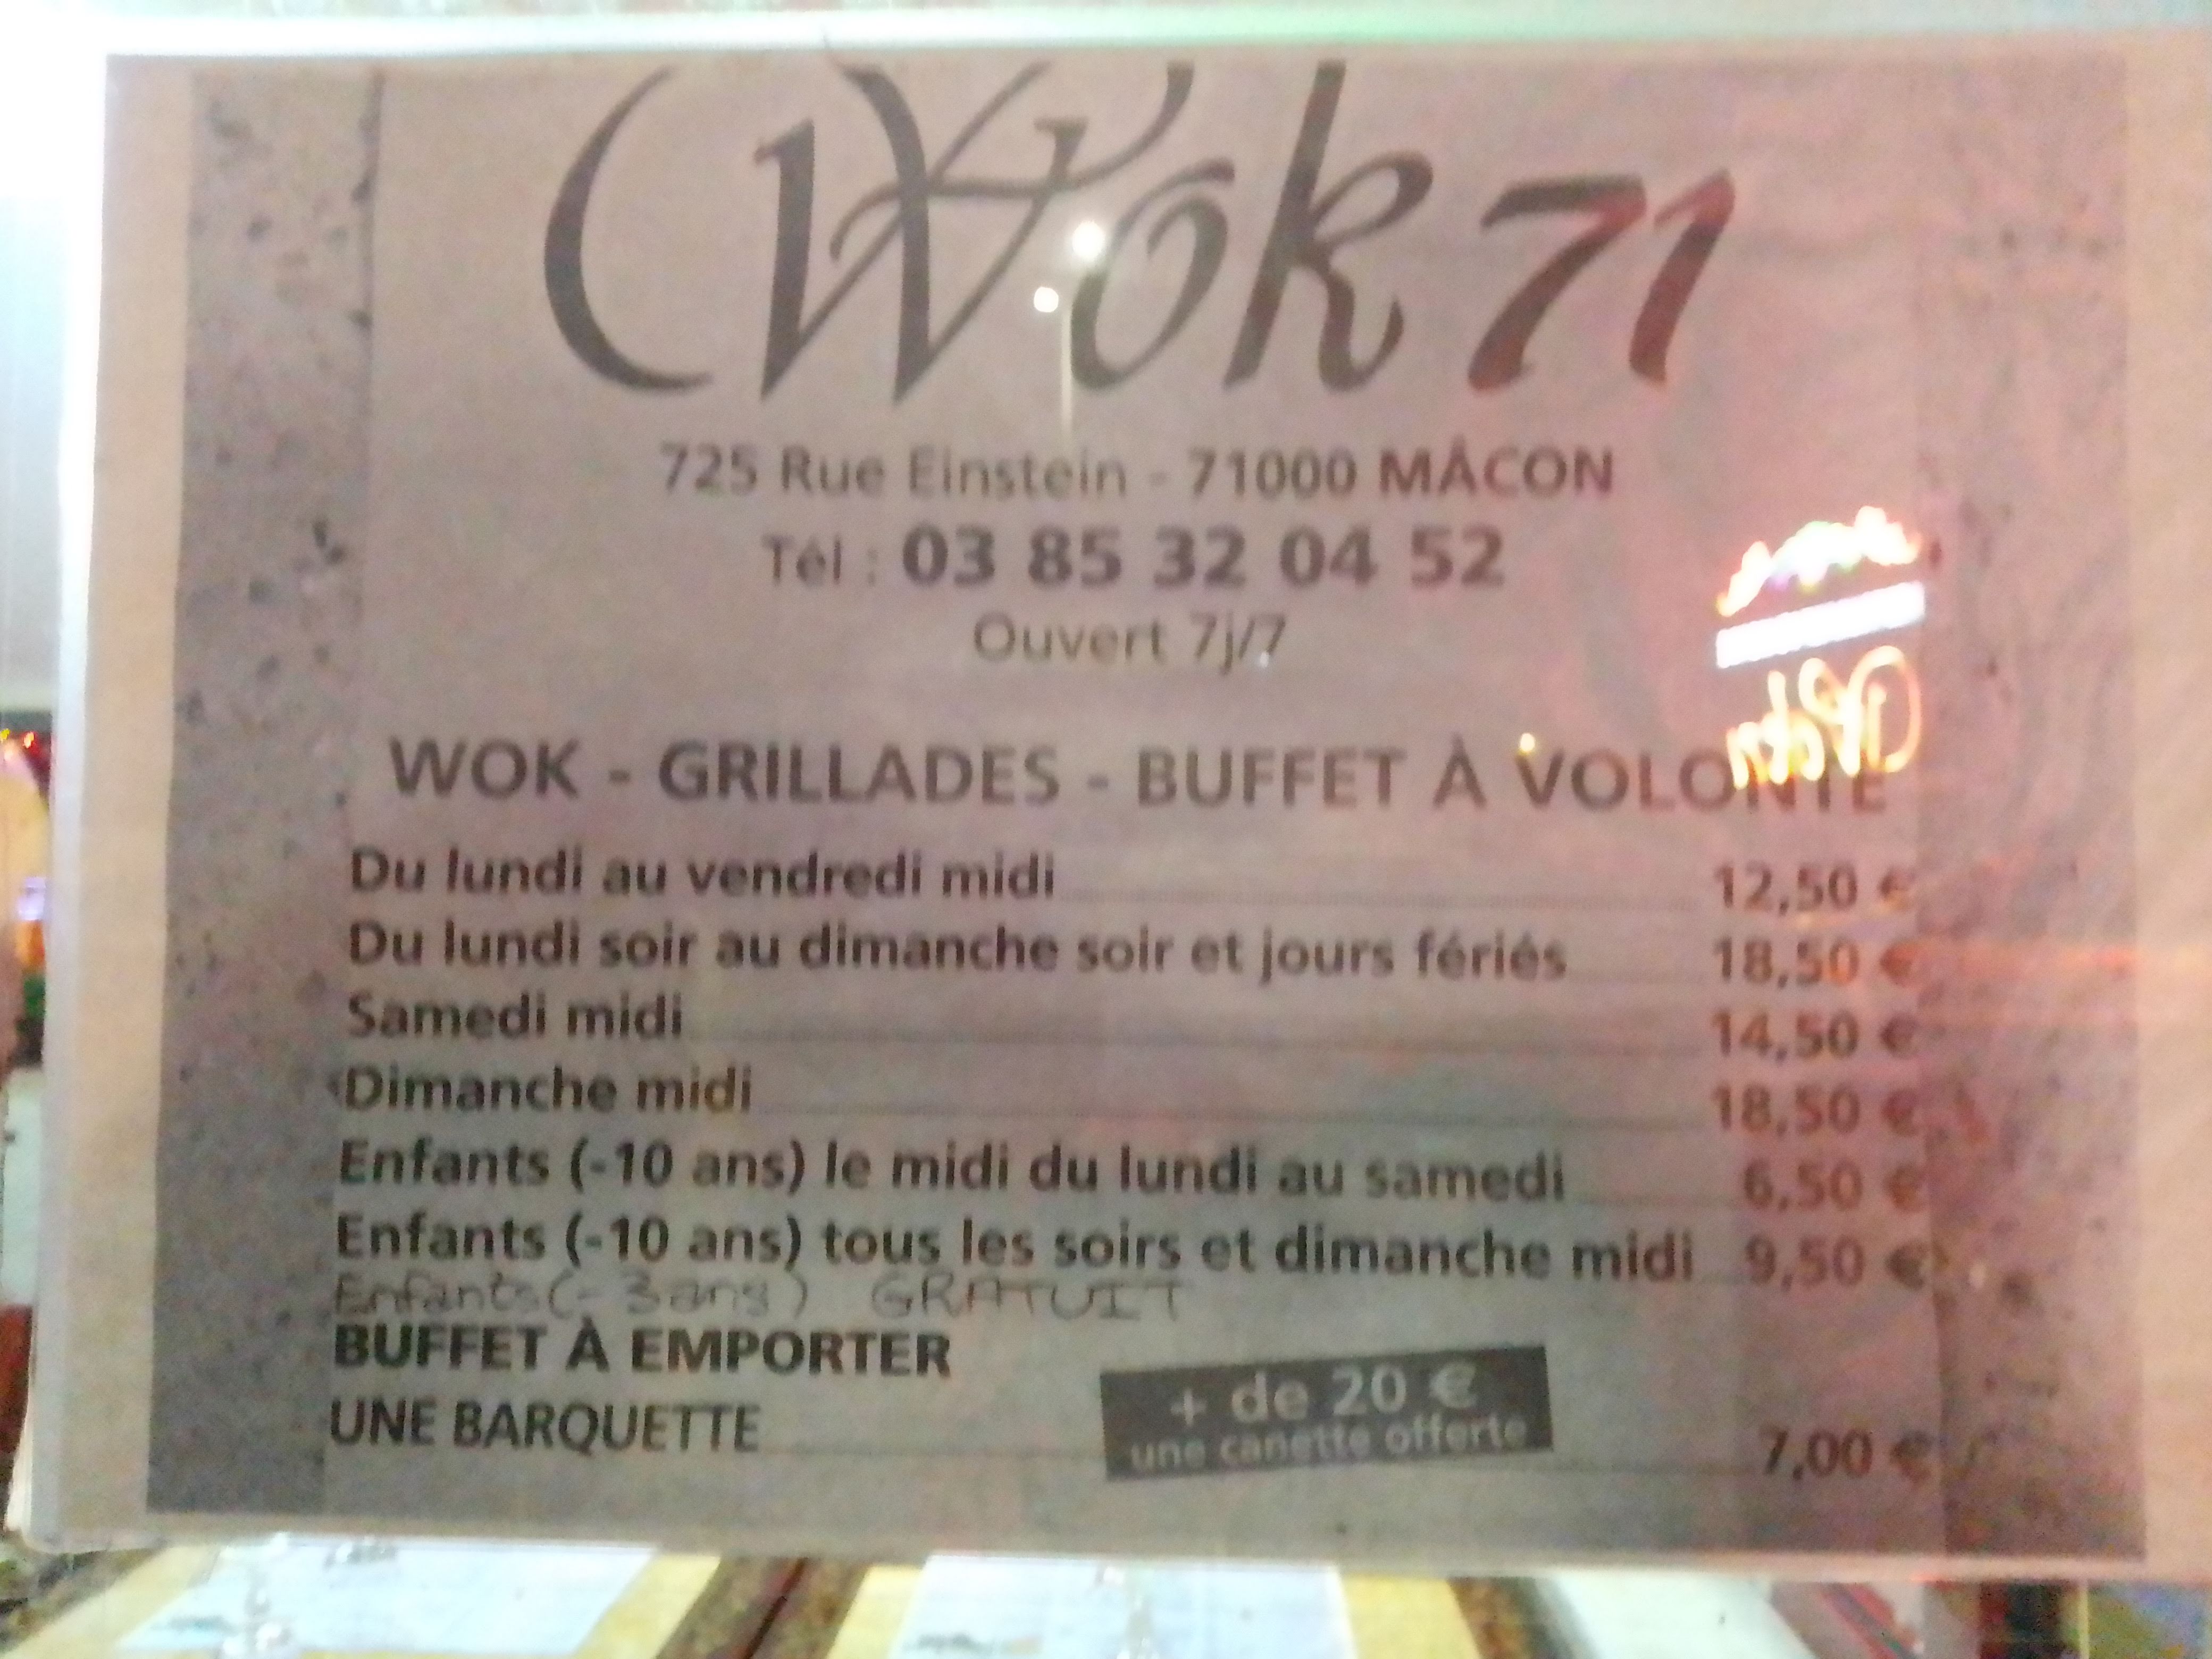 Wok 71
725 Rue Einstein - 71000 MÂCON
Tél : 03 85 32 04 52
Ouvert 7j/7
WOK - GRILLADES - BUFFET À VOLONTÉ
Du lundi au vendredi midi 12,50 €
Du lundi soir au dimanche soir et jours fériés 18,50 €
Samedi midi 14,50 €
Dimanche midi 18,50 €
Enfants (-10 ans) le midi du lundi au samedi 6,50 €
Enfants (-10 ans) tous les soirs et dimanche midi 9,50 €
Enfants (- 3 ans) GRATUIT
BUFFET À EMPORTER
+ de 20 €
une canette offerte
UNE BARQUETTE 7,00 €